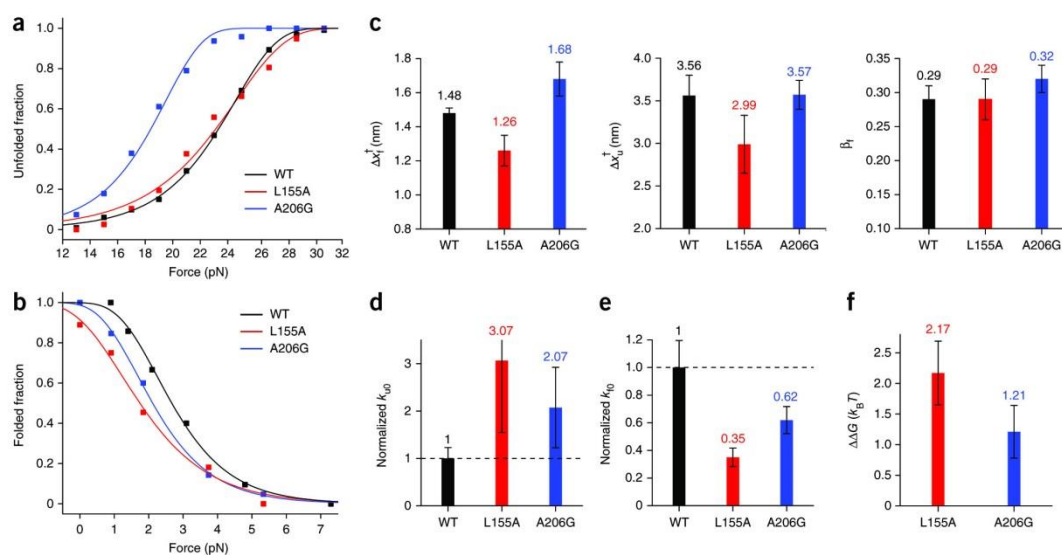 a
Unfolded fraction
1.0
0.8
0.6
0.4
0.2
0
WT
L155A
A206G
12 14 16 18 20 22 24 26 28 30 32
Force (pN)
b
Folded fraction
1.0
0.8
0.6
0.4
0.2
0
WT
L155A
A206G
0 1 2 3 4 5 6 7
Force (pN)
c
Δx†f (nm)
1.8
1.6
1.4
1.2
1.0
0.8
1.48
1.26
1.68
WT L155A A206G
Δx†u (nm)
4.0
3.5
3.0
2.5
2.0
3.56
2.99
3.57
WT L155A A206G
βf
0.35
0.30
0.25
0.20
0.15
0.10
0.29
0.29
0.32
WT L155A A206G
d
Normalized ku0
3
2
1
0
1
3.07
2.07
WT L155A A206G
e
Normalized kf0
1.2
1.0
0.8
0.6
0.4
0.2
0
1
0.35
0.62
WT L155A A206G
f
ΔΔG (kBT)
2.5
2.0
1.5
1.0
0.5
0
2.17
1.21
L155A A206G